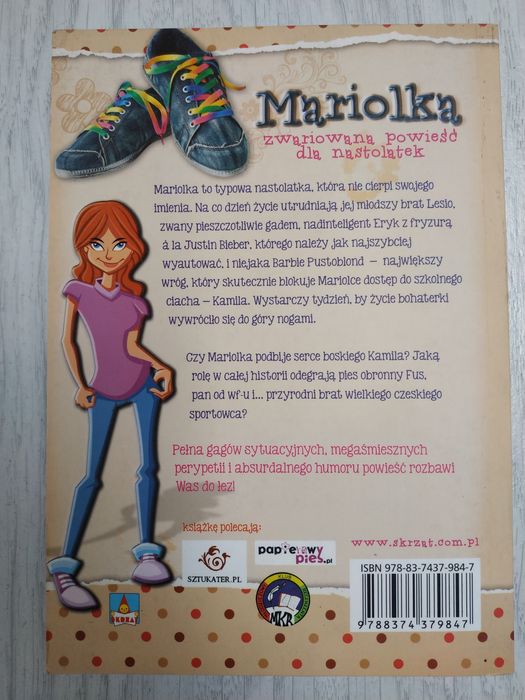 Mariolka
zwariowana powieść
dla nastolatek
Mariolka to typowa nastolatka, która nie cierpi swojego
imienia. Na co dzień życie utrudniają jej młodszy brat Lesio,
zwany pieszczotliwie gadem, nadinteligent Eryk z fryzurą
à la Justin Bieber, którego należy jak najszybciej
wyautować, i niejaka Barbie Pustoblond – największy
wróg, który skutecznie blokuje Mariolce dostęp do szkolnego
ciacha – Kamila. Wystarczy tydzień, by życie bohaterki
wywróciło się do góry nogami.
Czy Mariolka podbije serce boskiego Kamila? Jaką
rolę w całej historii odegrają pies obronny Fus,
pan od wf-u i... przyrodni brat wielkiego czeskiego
sportowca?
Pełna gagów sytuacyjnych, megaśmiesznych
perypetii i absurdalnego humoru powieść rozbawi
Was do łez!
książkę polecają:
www.skrzat.com.pl
SZTUKATER.PL
papierowy
pies.pl
ISBN 978-83-7437-984-7
9 788374 379847
SKRZAT
MKR